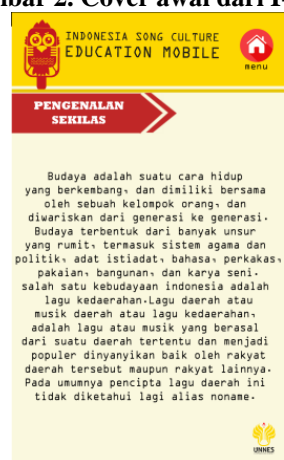 INDONESIA SONG CULTURE
EDUCATION MOBILE
menu
PENGENALAN
SEKILAS
Budaya adalah suatu cara hidup
yang berkembang, dan dimiliki bersama
oleh sebuah kelompok orang, dan
diwariskan dari generasi ke generasi.
Budaya terbentuk dari banyak unsur
yang rumit, termasuk sistem agama dan
politik, adat istiadat, bahasa, perkakas,
pakaian, bangunan, dan karya seni.
salah satu kebudayaan indonesia adalah
lagu kedaerahan.Lagu daerah atau
musik daerah atau lagu kedaerahan,
adalah lagu atau musik yang berasal
dari suatu daerah tertentu dan menjadi
populer dinyanyikan baik oleh rakyat
daerah tersebut maupun rakyat lainnya.
Pada umumnya pencipta lagu daerah ini
tidak diketahui lagi alias noname.
UNNES